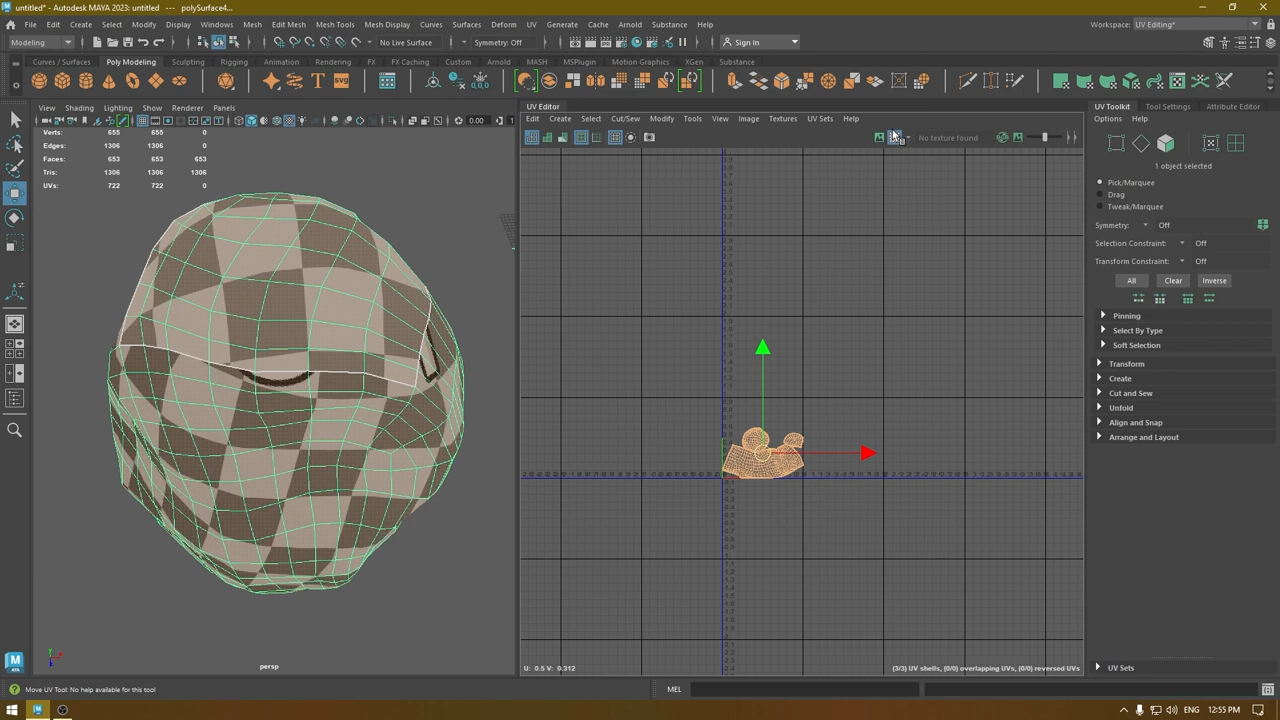 untitled* - Autodesk MAYA 2023: untitled --- polySurface4...
File Edit Create Select Modify Display Windows Mesh Edit Mesh Mesh Tools Mesh Display Curves Surfaces Deform UV Generate Cache Arnold Substance Help
Workspace: UV Editing*
Modeling
No Live Surface
Symmetry: Off
Sign In
Curves / Surfaces Poly Modeling Sculpting Rigging Animation Rendering FX FX Caching Custom Arnold MASH MSPlugin Motion Graphics XGen Substance
View Shading Lighting Show Renderer Panels
0.00
1
Verts: 655 655 0
Edges: 1306 1306 0
Faces: 653 653 653
Tris: 1306 1306 1306
UVs: 722 722 0
persp
UV Editor
Edit Create Select Cut/Sew Modify Tools View Image Textures UV Sets Help
No texture found
U: 0.5 V: 0.312
(3/3) UV shells, (0/0) overlapping UVs, (0/0) reversed UVs
UV Toolkit Tool Settings Attribute Editor
Options Help
1 object selected
Pick/Marquee
Drag
Tweak/Marquee
Symmetry: Off
Selection Constraint: Off
Transform Constraint: Off
All Clear Inverse
Pinning
Select By Type
Soft Selection
Transform
Create
Cut and Sew
Unfold
Align and Snap
Arrange and Layout
UV Sets
Move UV Tool: No help available for this tool
MEL
ENG 12:55 PM